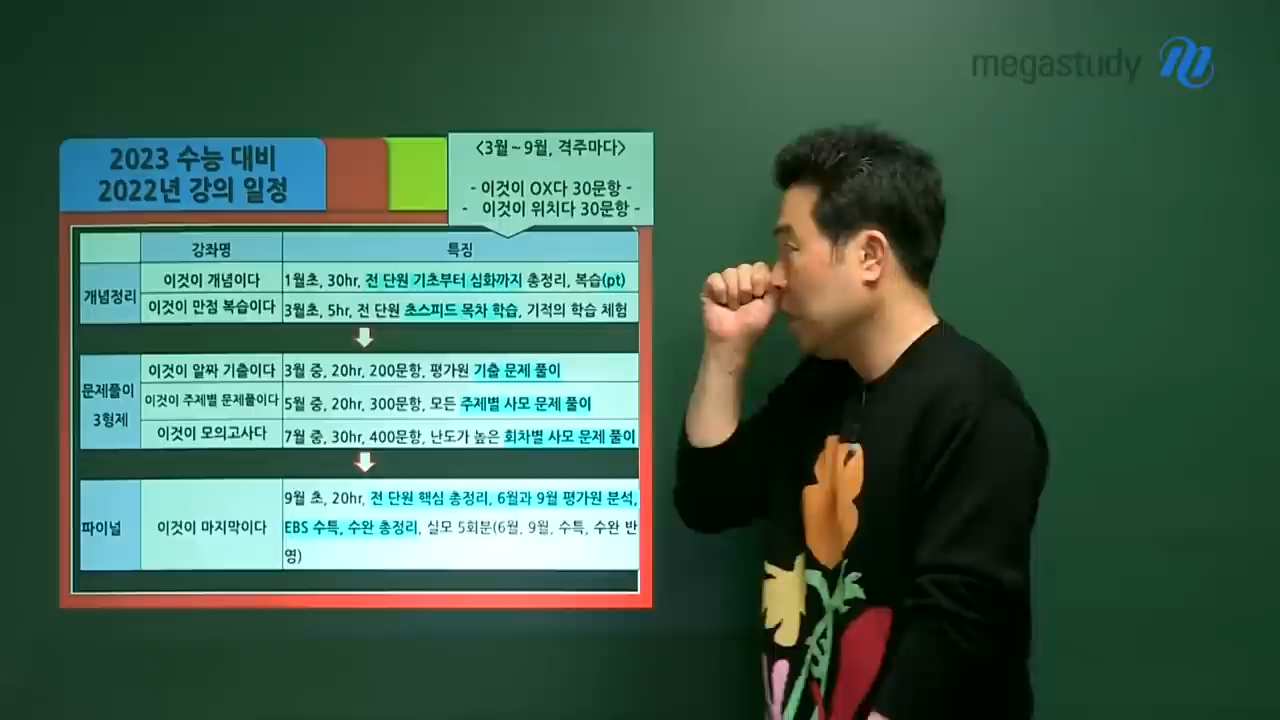 megastudy
2023 수능 대비
2022년 강의 일정
<3월~9월, 격주마다>
- 이것이 OX다 30문항 -
- 이것이 위치다 30문항 -
강좌명 특징
개념정리
이것이 개념이다 1월초, 30hr, 전 단원 기초부터 심화까지 총정리, 복습(pt)
이것이 만점 복습이다 3월초, 5hr, 전 단원 초스피드 목차 학습, 기적의 학습 체험
문제풀이
3형제
이것이 알짜 기출이다 3월 중, 20hr, 200문항, 평가원 기출 문제 풀이
이것이 주제별 문제풀이다 5월 중, 20hr, 300문항, 모든 주제별 사모 문제 풀이
이것이 모의고사다 7월 중, 30hr, 400문항, 난도가 높은 회차별 사모 문제 풀이
파이널
이것이 마지막이다
9월 초, 20hr, 전 단원 핵심 총정리, 6월과 9월 평가원 분석,
EBS 수특, 수완 총정리, 실모 5회분(6월, 9월, 수특, 수완 반
영)